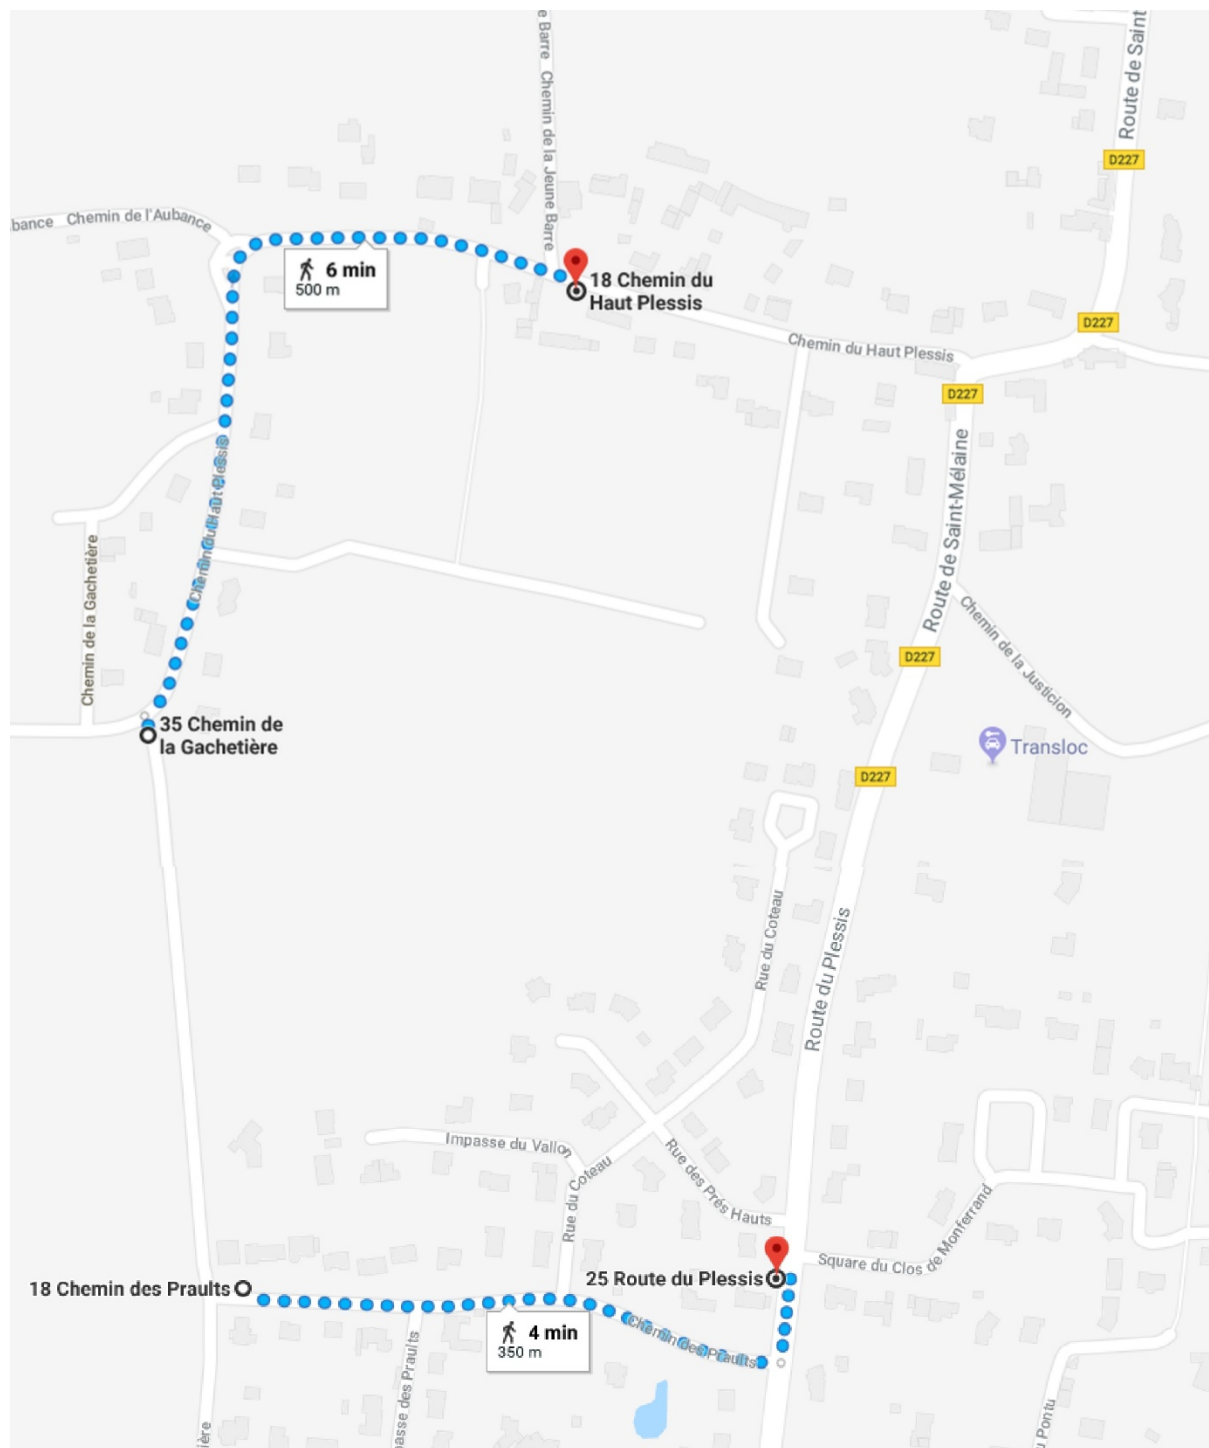 e Barre
Chemin de la Jeune Barre
Route de Saint
D227
bance
Chemin de l'Aubance
6 min
500 m
18 Chemin du
Haut Plessis
D227
Chemin du Haut Plessis
D227
Route de Saint-Mélaine
Chemin du Haut Plessis
Chemin de la Gachetière
Chemin de la Justicion
D227
35 Chemin de
la Gachetière
Transloc
D227
Rue du Coteau
Route du Plessis
Impasse du Vallon
Rue du Coteau
Rue des Prés Hauts
Square du Clos de Monferrand
25 Route du Plessis
18 Chemin des Praults
Chemin des Praults
4 min
350 m
passe des Praults
ière
u Pontu